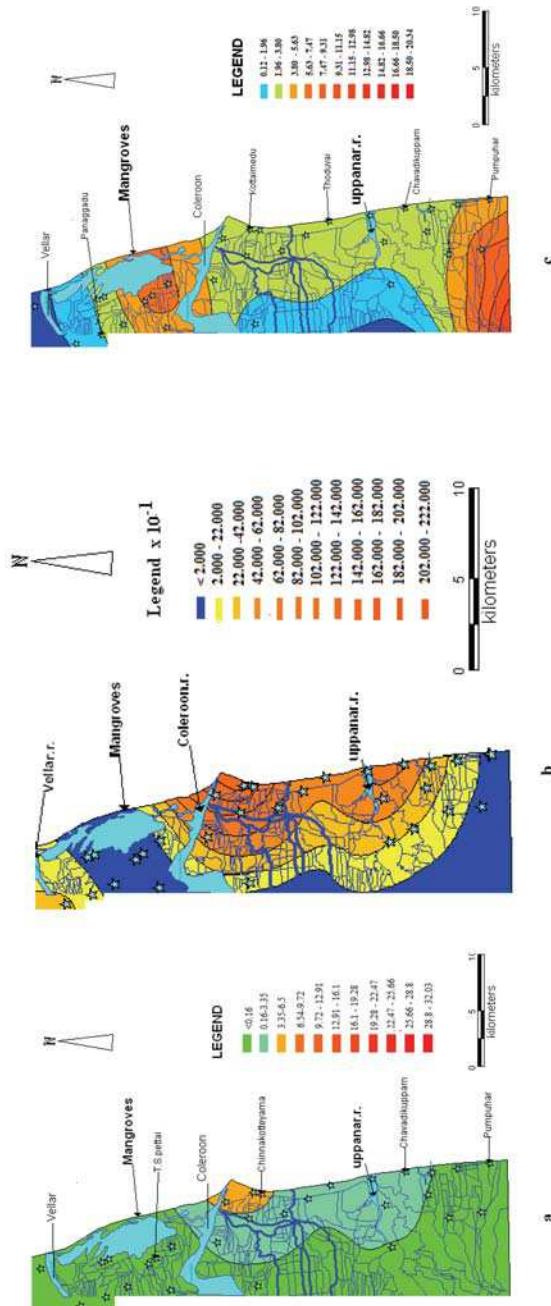 Vellar
Mangroves
T.S.pettai
Coleroon
Chinnakotteyama
uppanar.r.
Chavadikuppam
Pumpuhar
N
LEGEND
<0.16
0.16-3.35
3.35-6.5
6.54-9.72
9.72 - 12.91
12.91 - 16.1
16.1 - 19.28
19.28 - 22.47
22.47 - 25.66
25.66 - 28.8
28.8 - 32.03
0 5 10
kilometers
a
Vellar.r.
Mangroves
Coleroon.r.
uppanar.r.
N
Legend x 10-1
< 2.000
2.000 - 22.000
22.000 -42.000
42.000 - 62.000
62.000 - 82.000
82.000 - 102.000
102.000 - 122.000
122.000 - 142.000
142.000 - 162.000
162.000 - 182.000
182.000 - 202.000
202.000 - 222.000
0 5 10
kilometers
b
Vellar
Panaggadu
Mangroves
Coleroon
Kottaimedu
Thoduvai
uppanar.r.
Chavadikuppam
Pumpuhar
N
LEGEND
0.12 - 1.96
1.96 - 3.80
3.80 - 5.63
5.63 - 7.47
7.47 - 9.31
9.31 - 11.15
11.15 - 12.98
12.98 - 14.82
14.82 - 16.66
16.66 - 18.50
18.50 - 20.34
0 5 10
kilometers
c